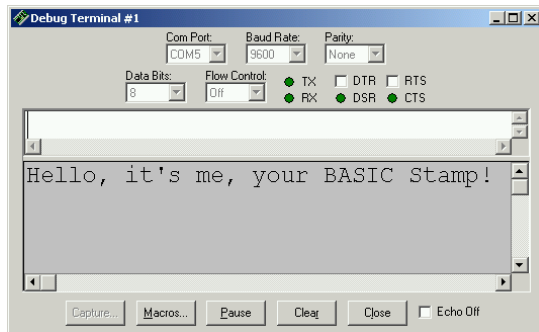 Debug Terminal #1
Com Port: Baud Rate: Parity:
COM5 9600 None
Data Bits: Flow Control: TX DTR RTS
8 Off RX DSR CTS
Hello, it's me, your BASIC Stamp!
Capture... Macros... Pause Clear Close Echo Off